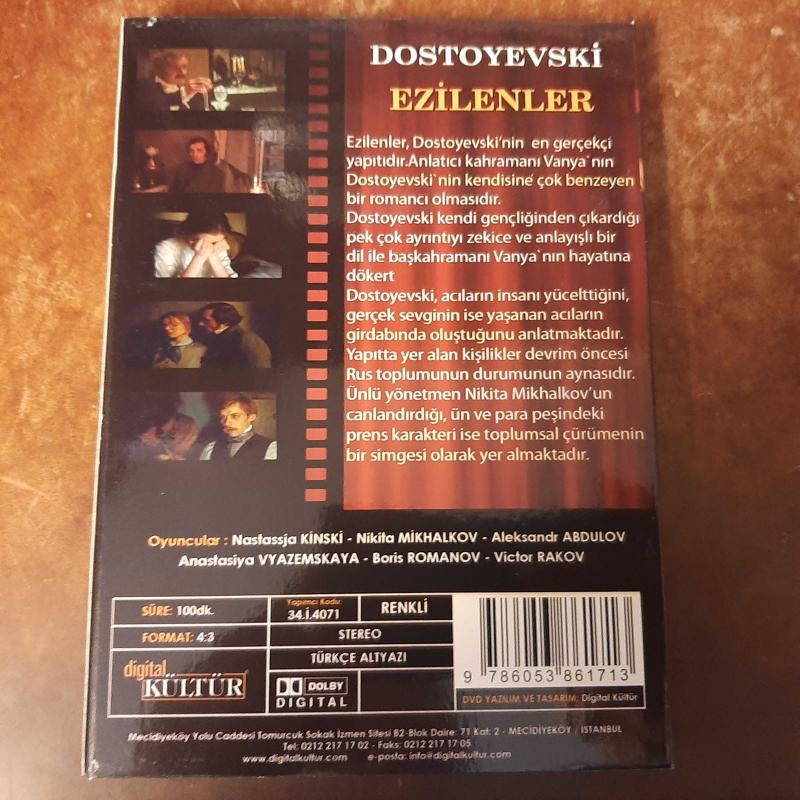 DOSTOYEVSKİ
EZİLENLER
Ezilenler, Dostoyevski'nin en gerçekçi
yapıtıdır.Anlatıcı kahramanı Vanya`nın
Dostoyevski`nin kendisine çok benzeyen
bir romancı olmasıdır.
Dostoyevski kendi gençliğinden çıkardığı
pek çok ayrıntıyı zekice ve anlayışlı bir
dil ile başkahramanı Vanya`nın hayatına
dökert
Dostoyevski, acıların insanı yücelttiğini,
gerçek sevginin ise yaşanan acıların
girdabında oluştuğunu anlatmaktadır.
Yapıtta yer alan kişilikler devrim öncesi
Rus toplumunun durumunun aynasıdır.
Ünlü yönetmen Nikita Mikhalkov'un
canlandırdığı, ün ve para peşindeki
prens karakteri ise toplumsal çürümenin
bir simgesi olarak yer almaktadır.
Oyuncular : Nastassja KİNSKİ - Nikita MİKHALKOV - Aleksandr ABDULOV
Anastasiya VYAZEMSKAYA - Boris ROMANOV - Victor RAKOV
SÜRE: 100dk.
Yapımcı Kodu:
34.İ.4071
RENKLİ
FORMAT: 4:3
STEREO
TÜRKÇE ALTYAZI
digital
KÜLTÜR
DOLBY
DIGITAL
9 786053 861713
DVD YAZILIM VE TASARIM: Digital Kültür
Mecidiyeköy Yolu Caddesi Tomurcuk Sokak İzmen Sitesi B2-Blok Daire: 71 Kat: 2 - MECİDİYEKÖY / İSTANBUL
Tel: 0212 217 17 02 - Faks: 0212 217 17 05
www.digitalkultur.com e-posta: info@digitalkultur.com